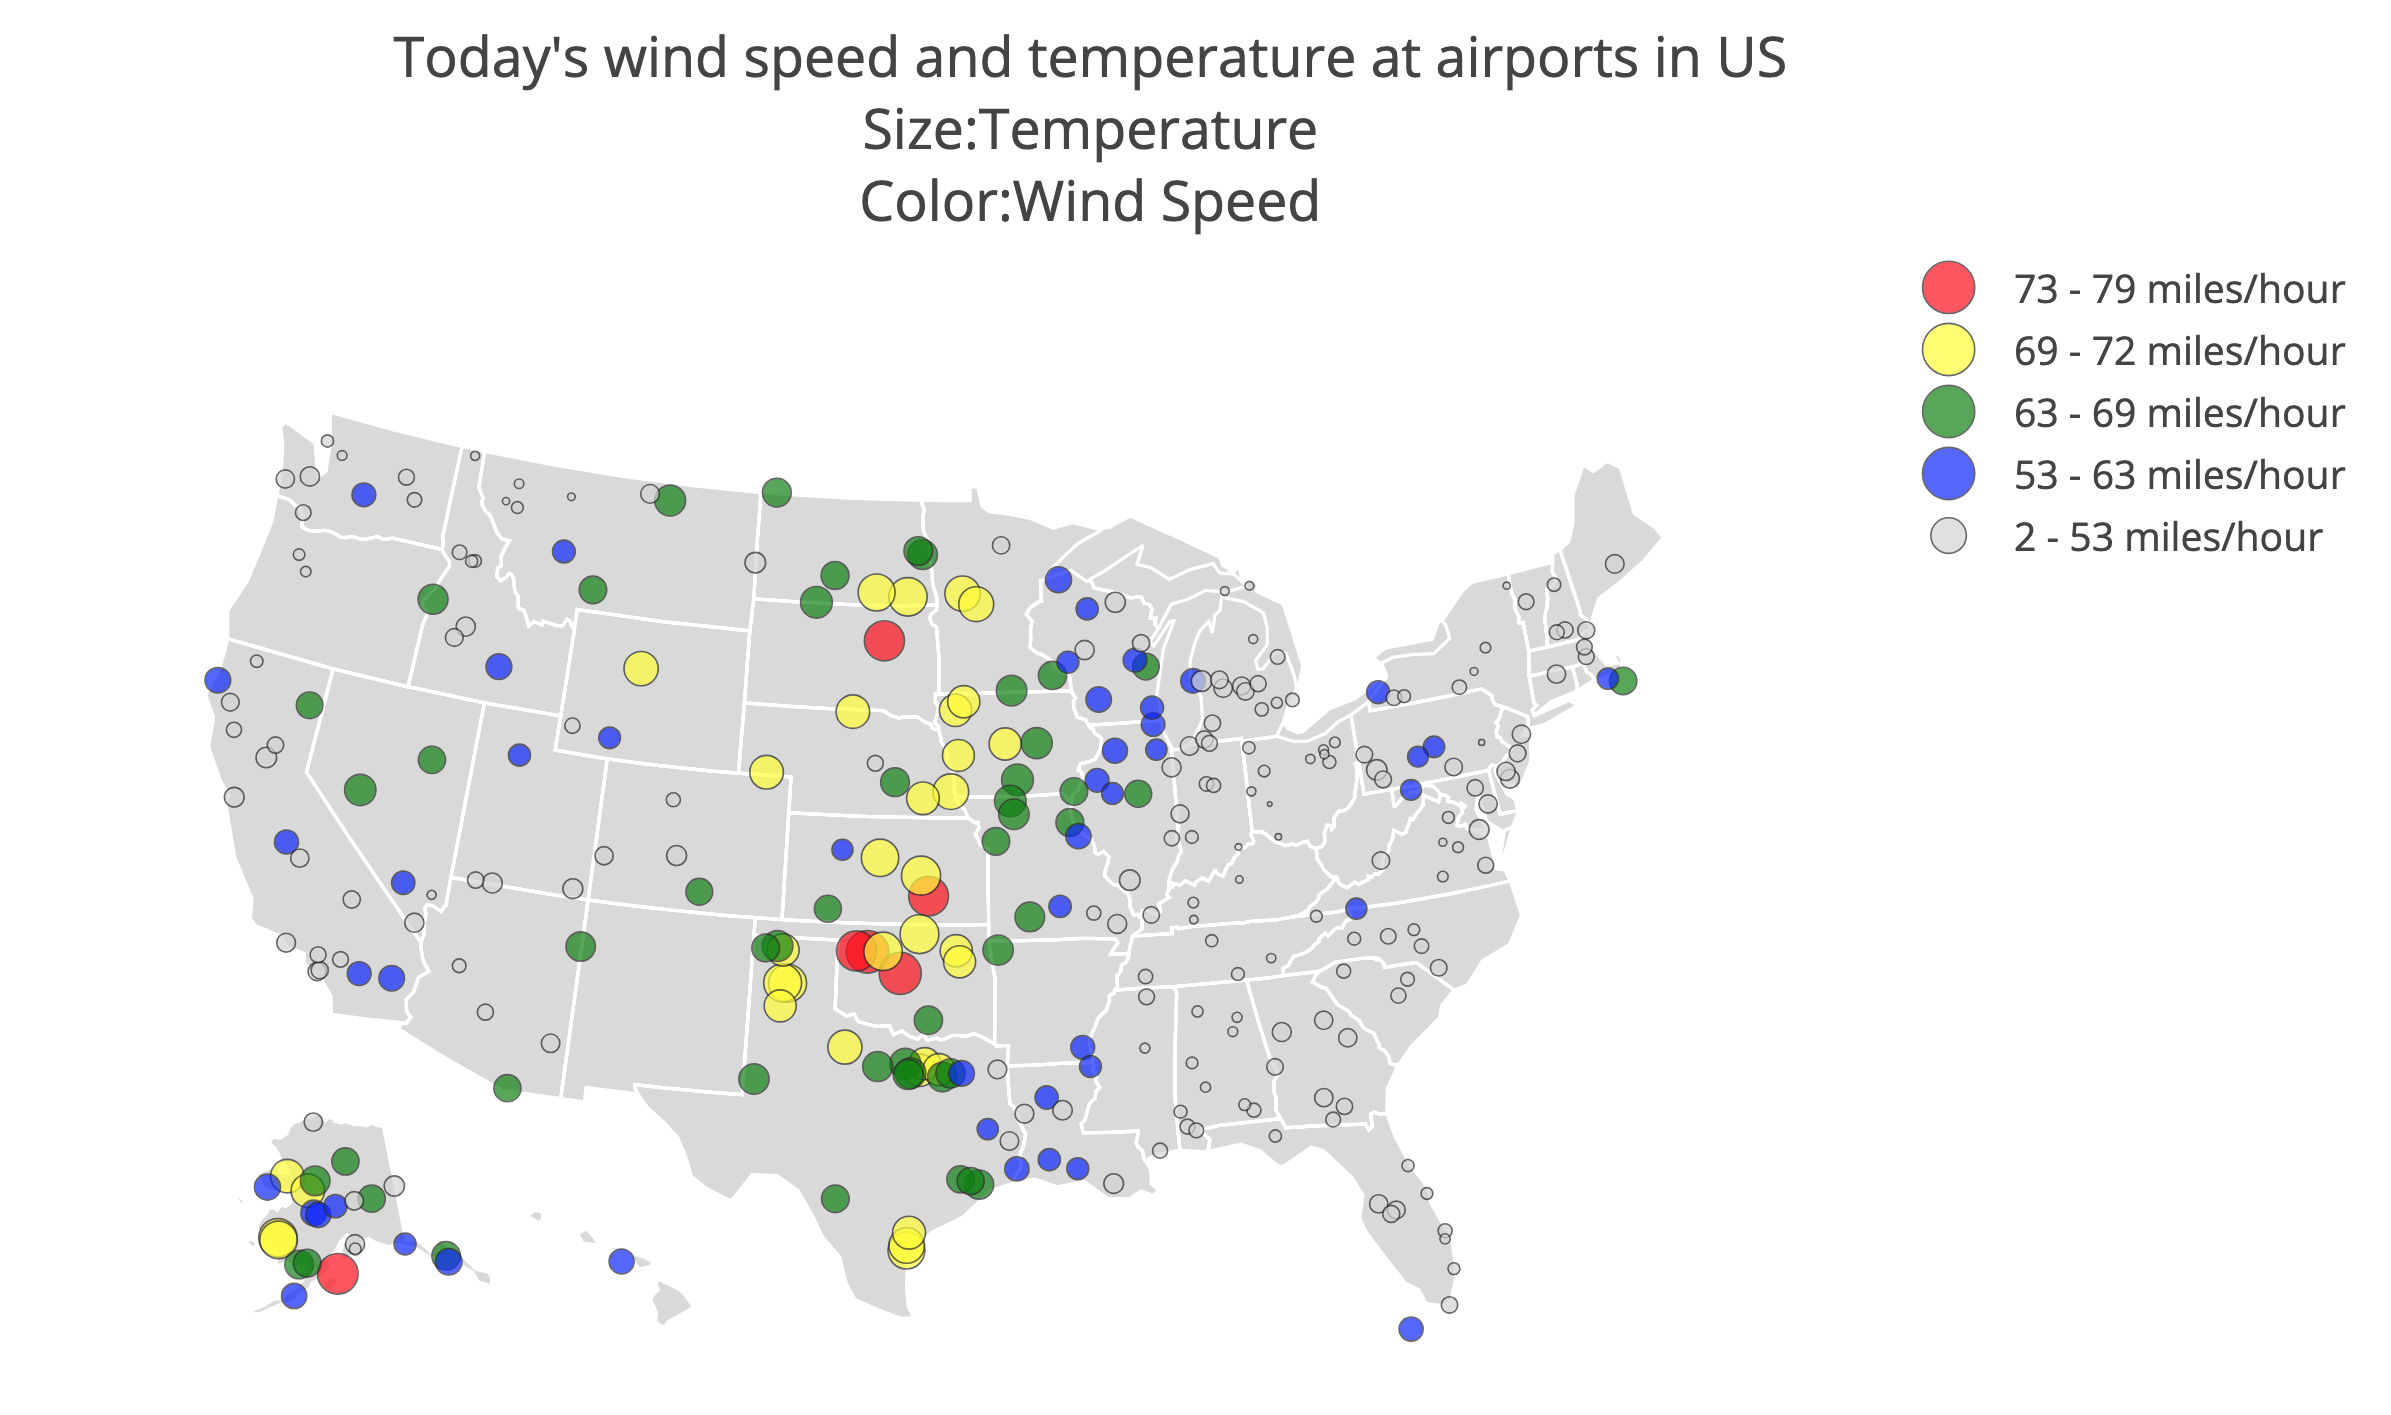 Today's wind speed and temperature at airports in US
Size:Temperature
Color:Wind Speed
73 - 79 miles/hour
69 - 72 miles/hour
63 - 69 miles/hour
53 - 63 miles/hour
2 - 53 miles/hour